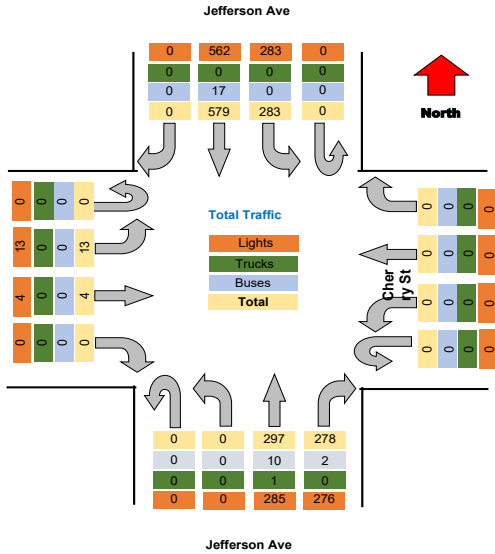 Jefferson Ave
0 562 283 0
0 0 0 0
0 17 0 0
0 579 283 0
North
0 0 0 0
13 0 0 13
4 0 0 4
0 0 0 0
Total Traffic
Lights
Trucks
Buses
Total
0 0 0 0
0 0 0 0
Cher
ry St
0 0 0 0
0 0 0 0
0 0 297 278
0 0 10 2
0 0 1 0
0 0 285 276
Jefferson Ave